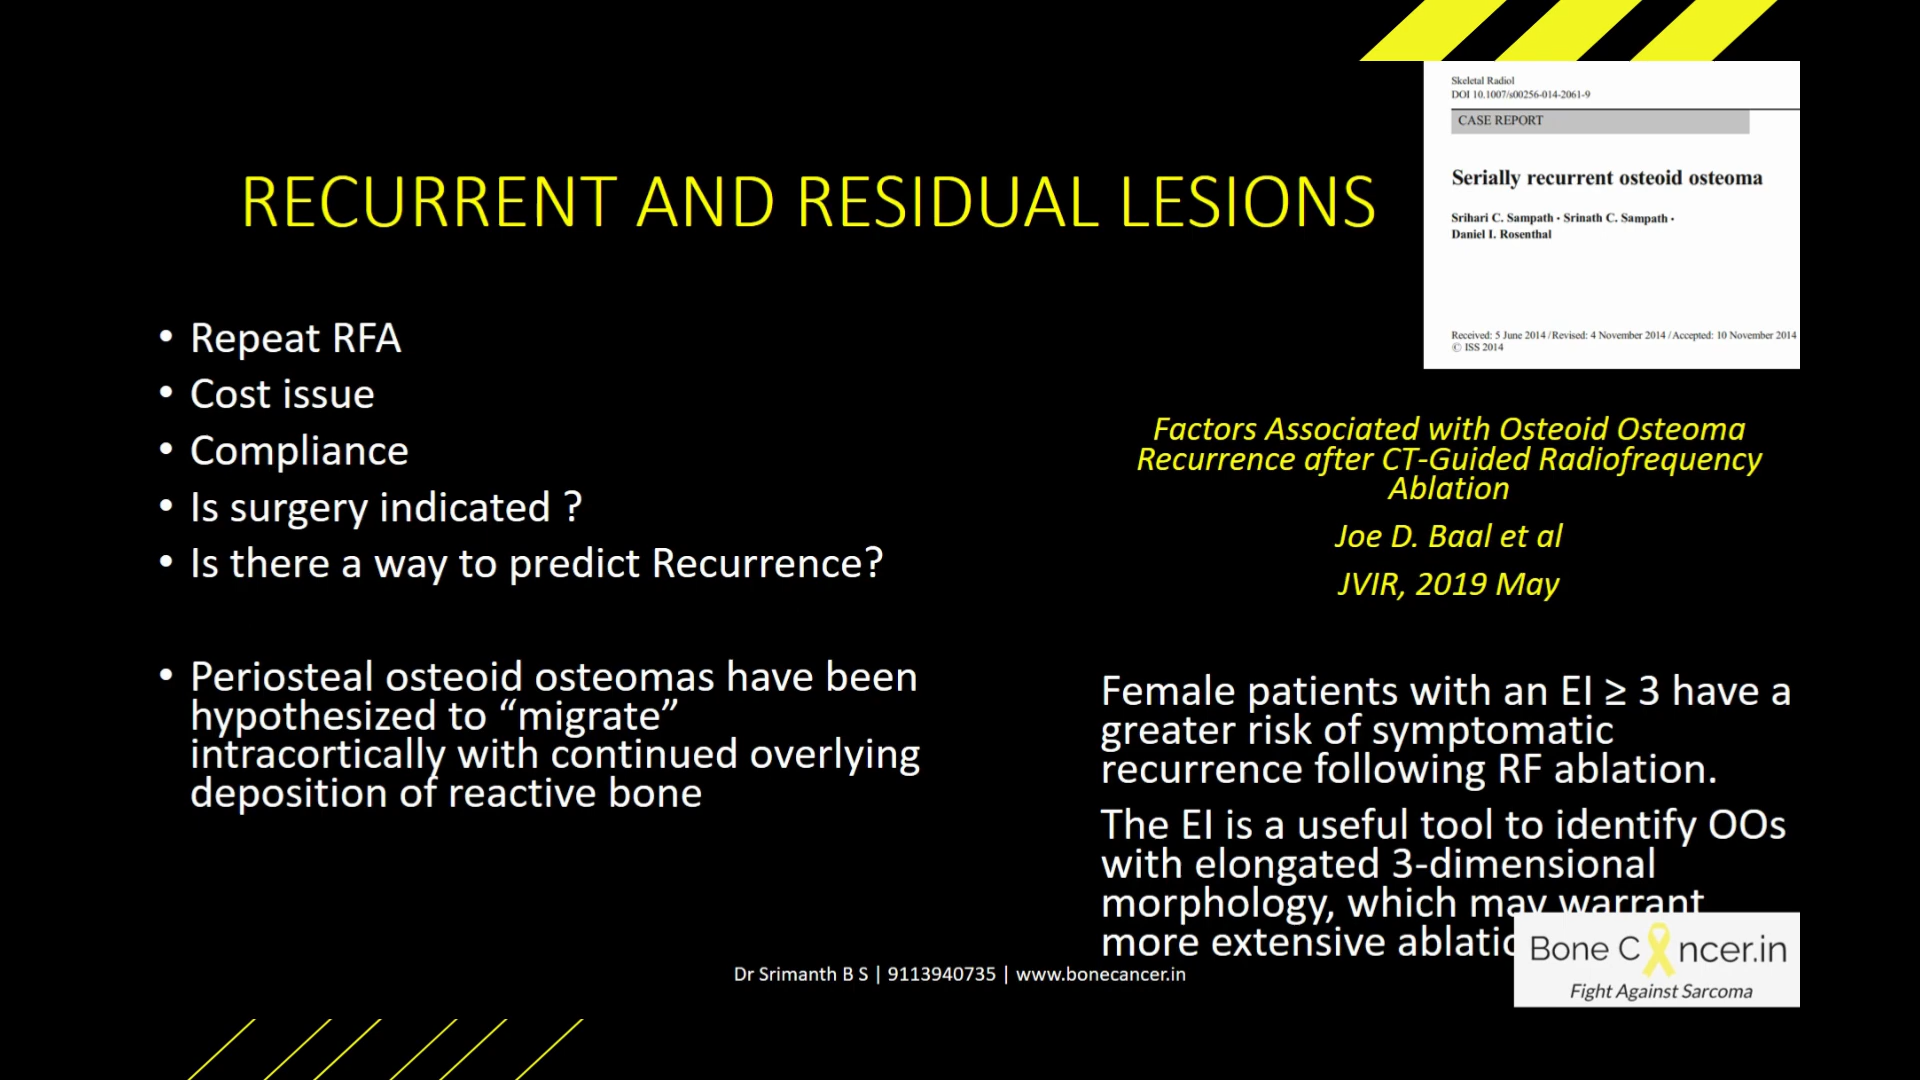 Skeletal Radiol
DOI 10.1007/s00256-014-2061-9
CASE REPORT
Serially recurrent osteoid osteoma
Srihari C. Sampath · Srinath C. Sampath ·
Daniel I. Rosenthal
Received: 5 June 2014 / Revised: 4 November 2014 / Accepted: 10 November 2014
© ISS 2014
RECURRENT AND RESIDUAL LESIONS
• Repeat RFA
• Cost issue
• Compliance
• Is surgery indicated ?
• Is there a way to predict Recurrence?
• Periosteal osteoid osteomas have been
hypothesized to “migrate”
intracortically with continued overlying
deposition of reactive bone
Factors Associated with Osteoid Osteoma
Recurrence after CT-Guided Radiofrequency
Ablation
Joe D. Baal et al
JVIR, 2019 May
Female patients with an EI ≥ 3 have a
greater risk of symptomatic
recurrence following RF ablation.
The EI is a useful tool to identify OOs
with elongated 3-dimensional
morphology, which may warrant
more extensive
Dr Srimanth B S | 9113940735 | www.bonecancer.in
Bone Cancer.in
Fight Against Sarcoma